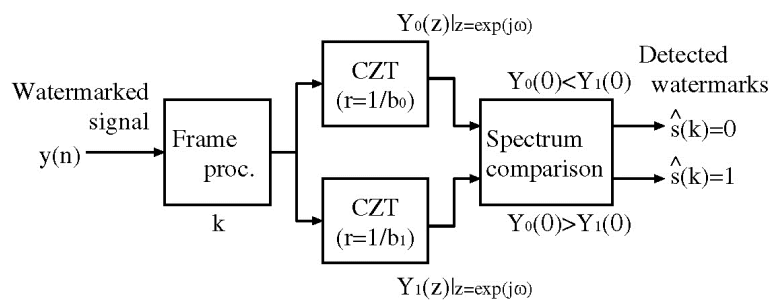 Y₀(z)|z=exp(jω)
Watermarked
signal
y(n)
Frame
proc.
k
CZT
(r=1/b₀)
CZT
(r=1/b₁)
Y₁(z)|z=exp(jω)
Y₀(0)<Y₁(0)
Spectrum
comparison
Y₀(0)>Y₁(0)
Detected
watermarks
ŝ(k)=0
ŝ(k)=1